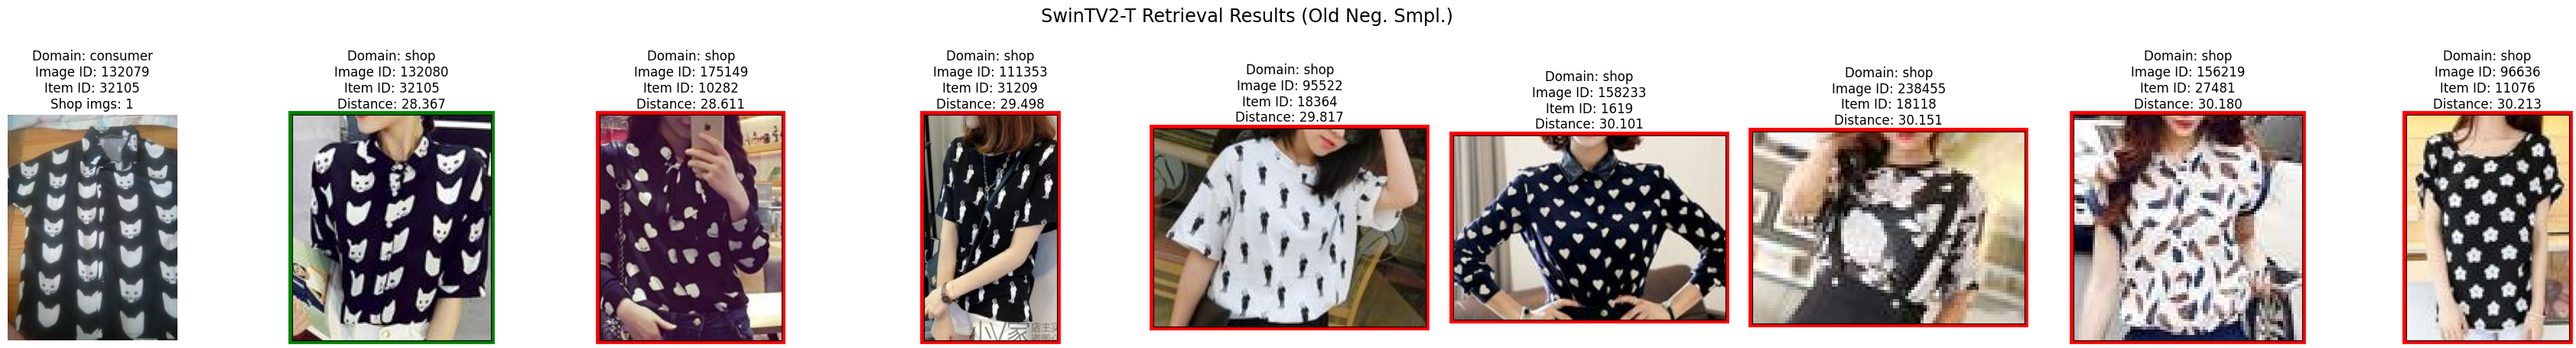 SwinTV2-T Retrieval Results (Old Neg. Smpl.)
Domain: consumer
Image ID: 132079
Item ID: 32105
Shop imgs: 1
Domain: shop
Image ID: 132080
Item ID: 32105
Distance: 28.367
Domain: shop
Image ID: 175149
Item ID: 10282
Distance: 28.611
Domain: shop
Image ID: 111353
Item ID: 31209
Distance: 29.498
Domain: shop
Image ID: 95522
Item ID: 18364
Distance: 29.817
Domain: shop
Image ID: 158233
Item ID: 1619
Distance: 30.101
Domain: shop
Image ID: 238455
Item ID: 18118
Distance: 30.151
Domain: shop
Image ID: 156219
Item ID: 27481
Distance: 30.180
Domain: shop
Image ID: 96636
Item ID: 11076
Distance: 30.213